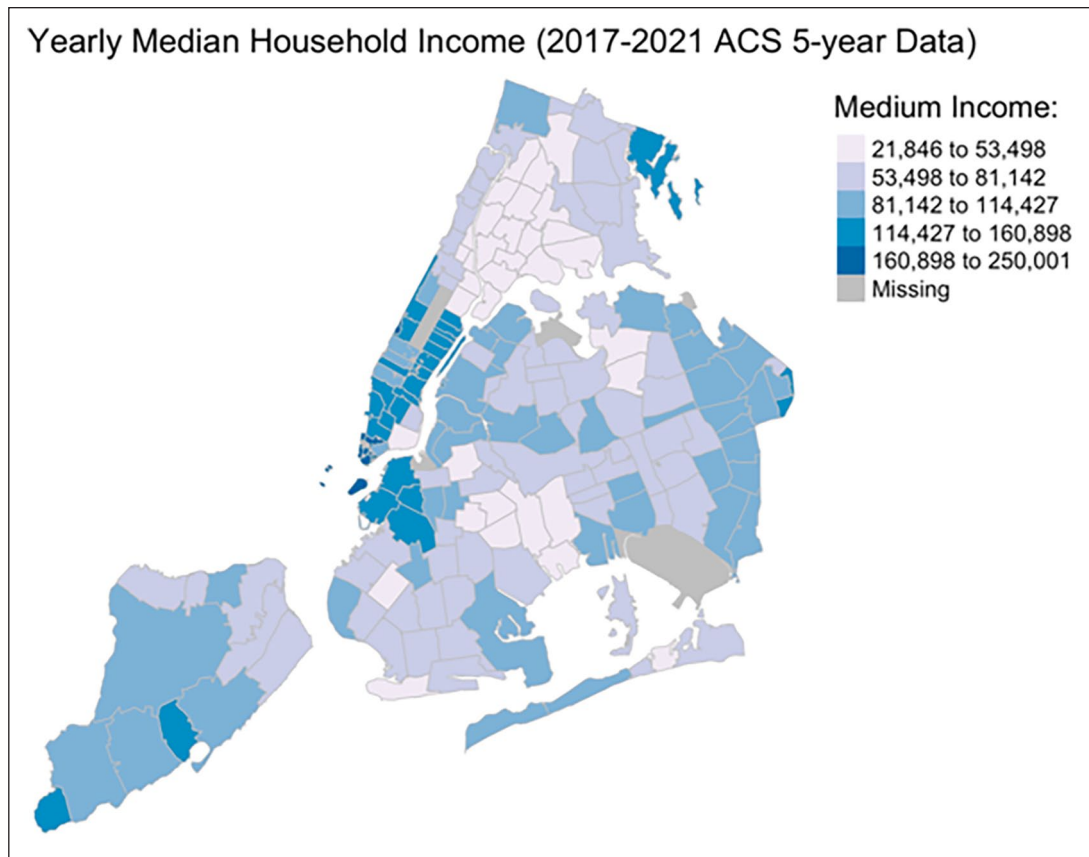 Yearly Median Household Income (2017-2021 ACS 5-year Data)
Medium Income:
21,846 to 53,498
53,498 to 81,142
81,142 to 114,427
114,427 to 160,898
160,898 to 250,001
Missing